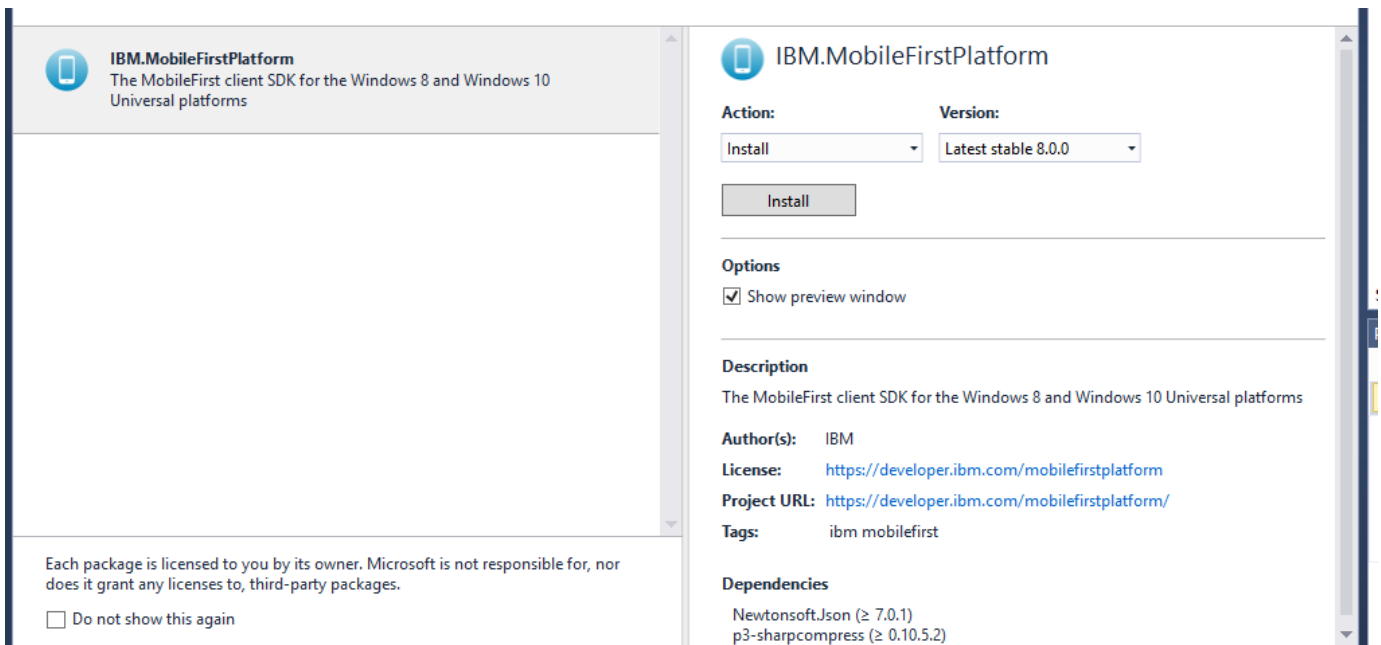 IBM.MobileFirstPlatform
The MobileFirst client SDK for the Windows 8 and Windows 10
Universal platforms
Each package is licensed to you by its owner. Microsoft is not responsible for, nor
does it grant any licenses to, third-party packages.
Do not show this again
IBM.MobileFirstPlatform
Action: Version:
Install Latest stable 8.0.0
Install
Options
Show preview window
Description
The MobileFirst client SDK for the Windows 8 and Windows 10 Universal platforms
Author(s): IBM
License: https://developer.ibm.com/mobilefirstplatform
Project URL: https://developer.ibm.com/mobilefirstplatform/
Tags: ibm mobilefirst
Dependencies
Newtonsoft.Json (≥ 7.0.1)
p3-sharpcompress (≥ 0.10.5.2)